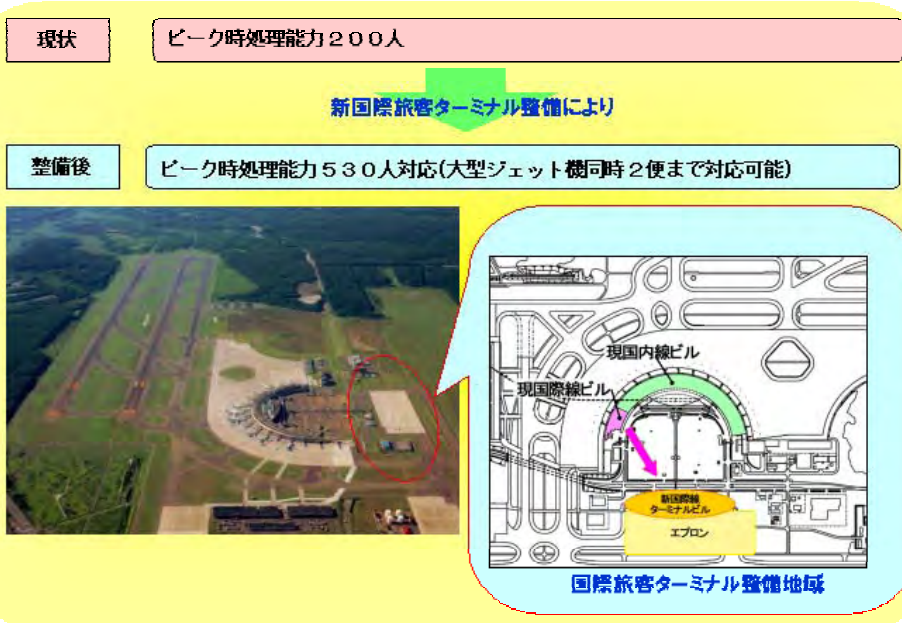 現状
ピーク時処理能力200人
新国際旅客ターミナル整備により
整備後
ピーク時処理能力530人対応(大型ジェット機同時2便まで対応可能)
現国内線ビル
現国際線ビル
新国際線
ターミナルビル
エプロン
国際旅客ターミナル整備地域